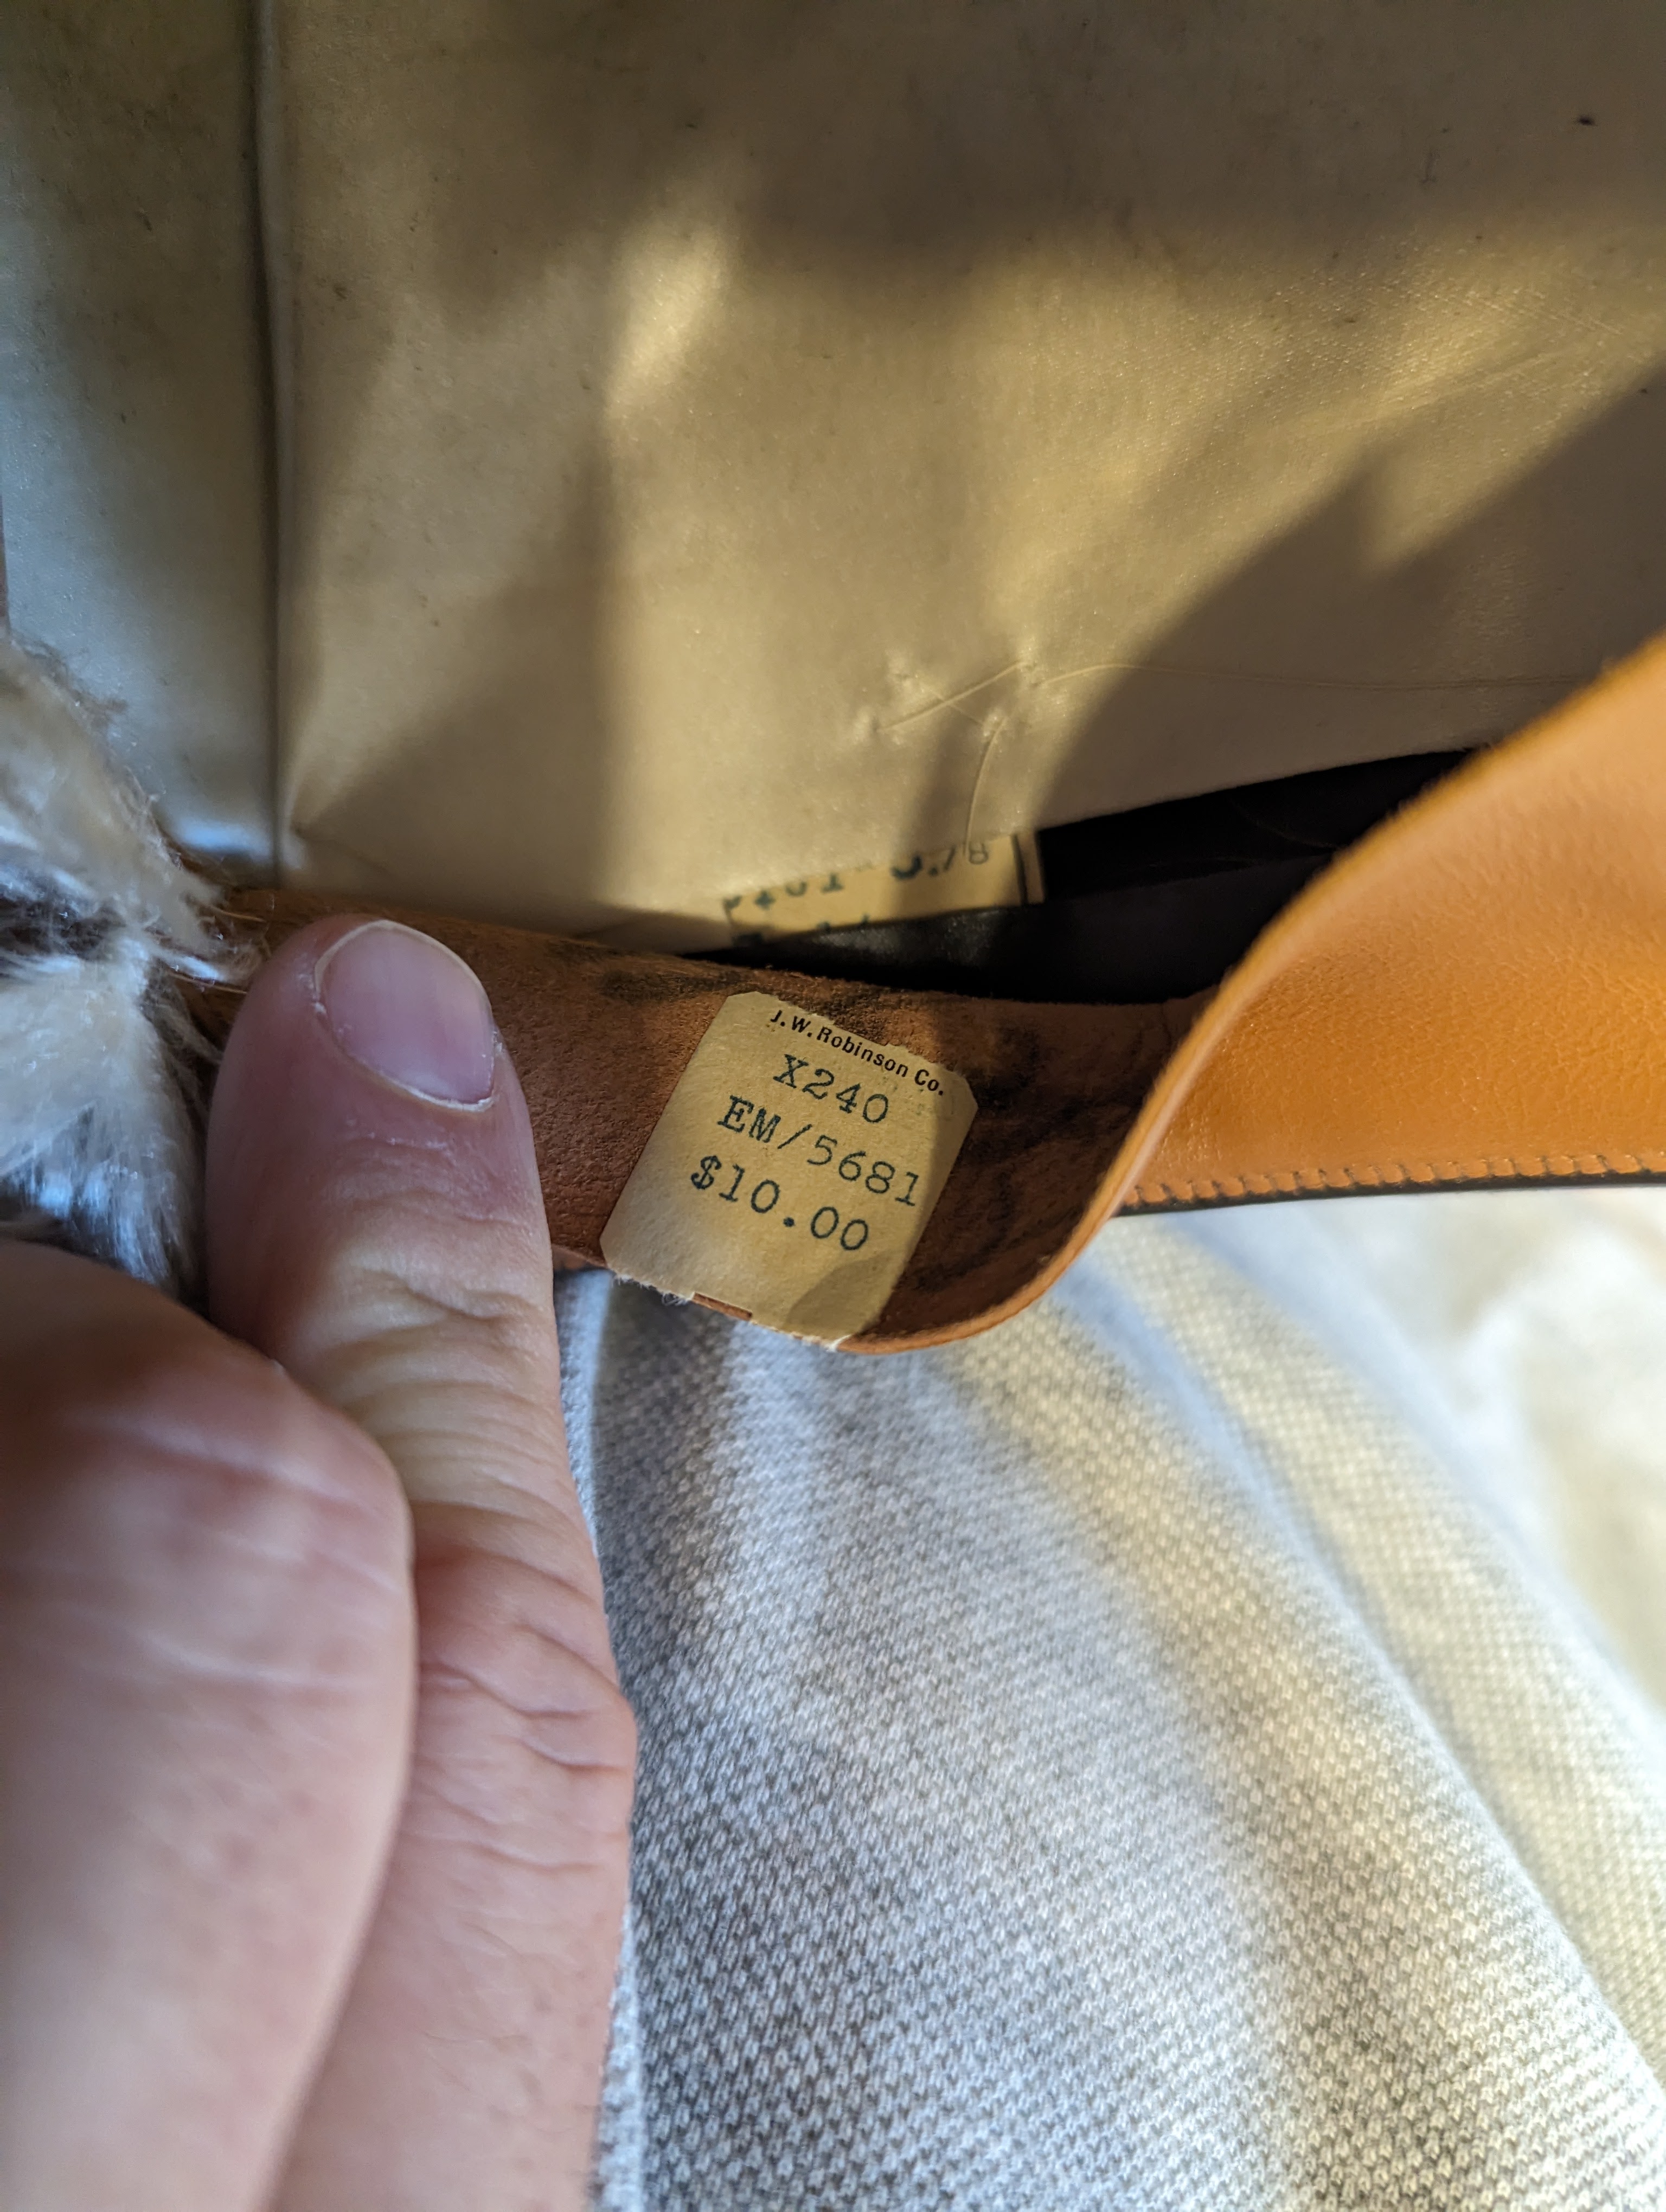 J.W. Robinson Co.
X240
EM/5681
$10.00